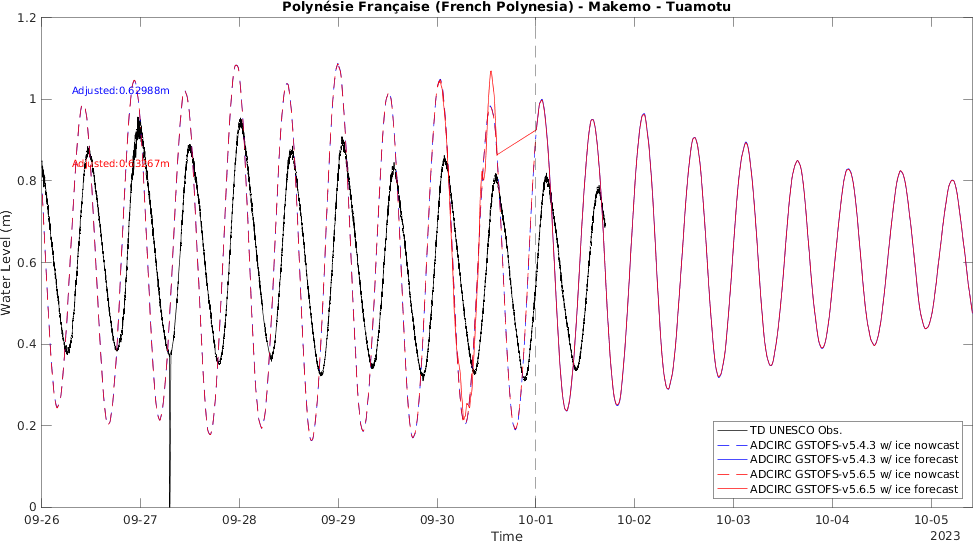 Polynésie Française (French Polynesia) - Makemo - Tuamotu
1.2
1
0.8
0.6
0.4
0.2
0
Water Level (m)
Adjusted:0.62988m
Adjusted:0.63267m
TD UNESCO Obs.
ADCIRC GSTOFS-v5.4.3 w/ ice nowcast
ADCIRC GSTOFS-v5.4.3 w/ ice forecast
ADCIRC GSTOFS-v5.6.5 w/ ice nowcast
ADCIRC GSTOFS-v5.6.5 w/ ice forecast
09-26 09-27 09-28 09-29 09-30 10-01 10-02 10-03 10-04 10-05
Time
2023